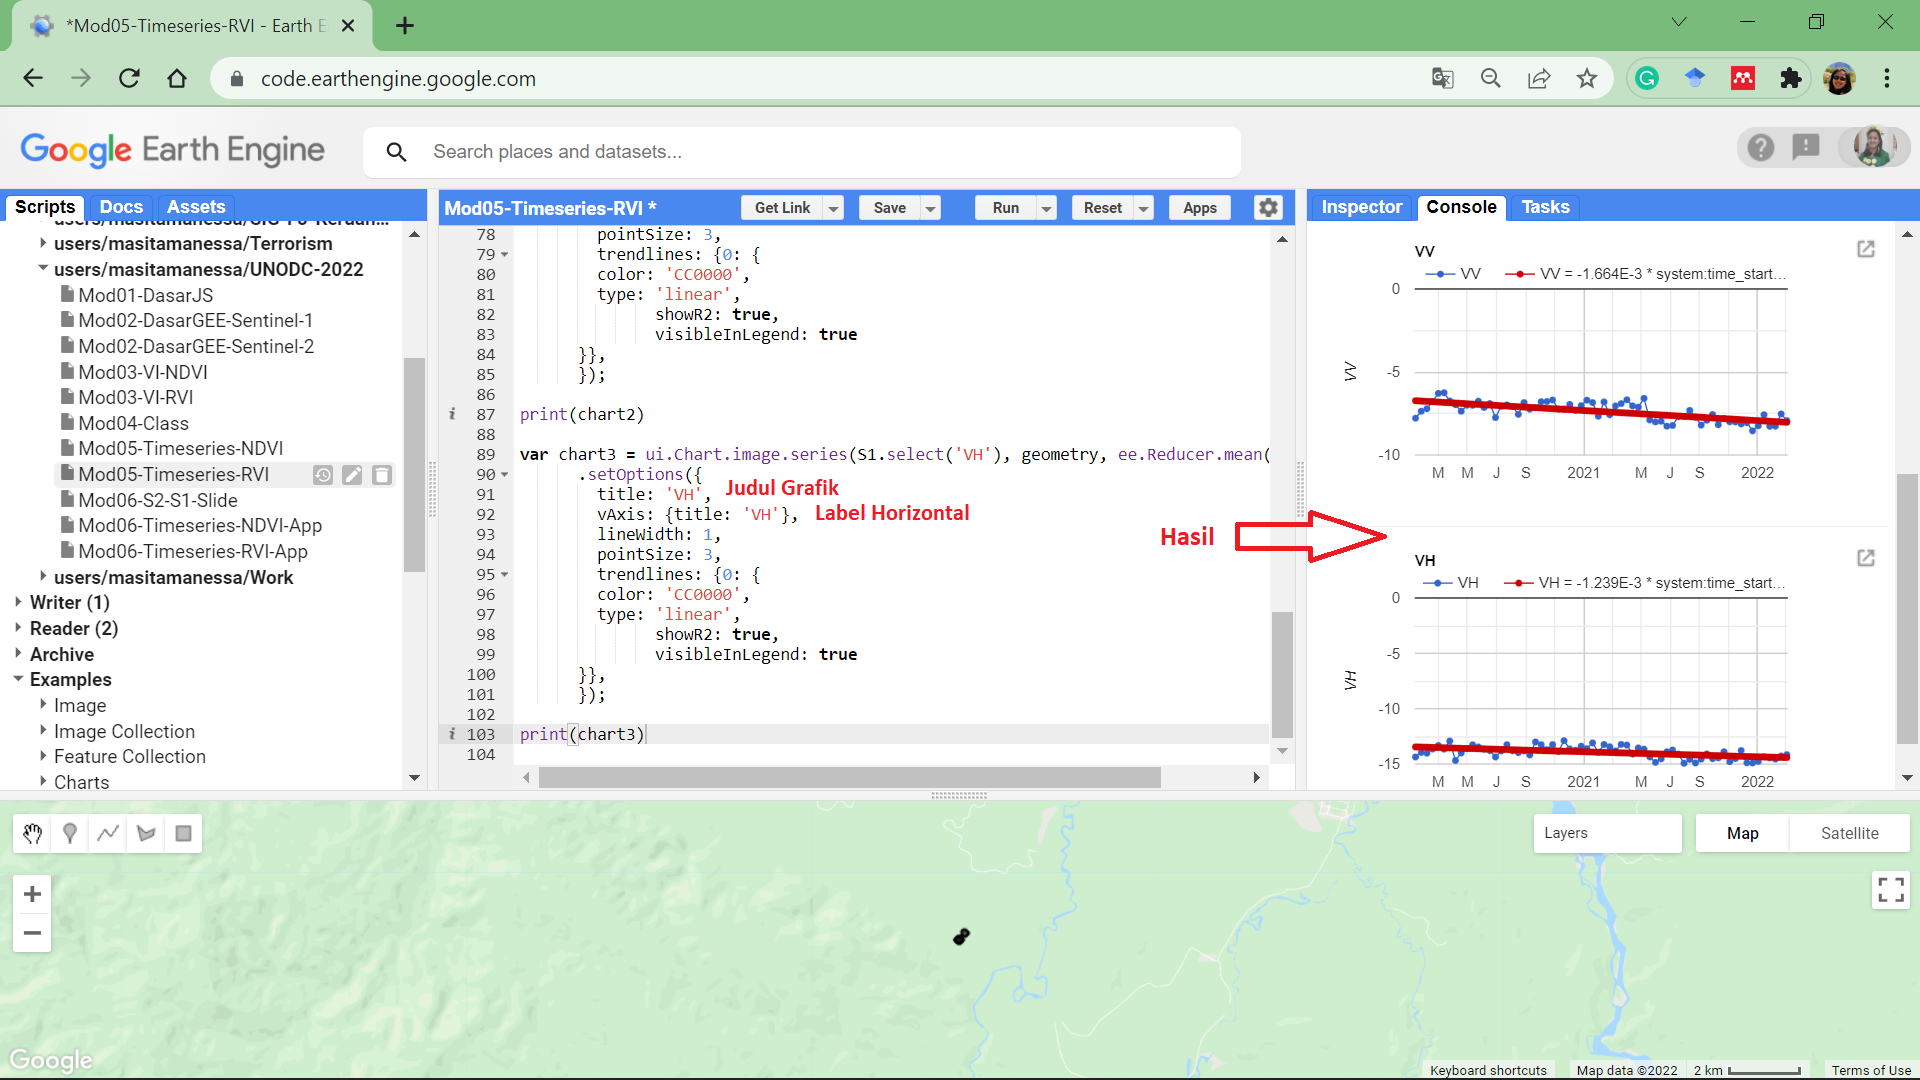 *Mod05-Timeseries-RVI - Earth E
code.earthengine.google.com
Google Earth Engine
Search places and datasets...
Scripts Docs Assets
users/masitamanessa/Terrorism
users/masitamanessa/UNODC-2022
Mod01-DasarJS
Mod02-DasarGEE-Sentinel-1
Mod02-DasarGEE-Sentinel-2
Mod03-VI-NDVI
Mod03-VI-RVI
Mod04-Class
Mod05-Timeseries-NDVI
Mod05-Timeseries-RVI
Mod06-S2-S1-Slide
Mod06-Timeseries-NDVI-App
Mod06-Timeseries-RVI-App
users/masitamanessa/Work
Writer (1)
Reader (2)
Archive
Examples
Image
Image Collection
Feature Collection
Charts
Mod05-Timeseries-RVI *
Get Link Save Run Reset Apps
78 pointSize: 3,
79 trendlines: {0: {
80 color: 'CC0000',
81 type: 'linear',
82 showR2: true,
83 visibleInLegend: true
84 }},
85 });
86
i 87 print(chart2)
88
89 var chart3 = ui.Chart.image.series(S1.select('VH'), geometry, ee.Reducer.mean(
90 .setOptions({
91 title: 'VH', Judul Grafik
92 vAxis: {title: 'VH'}, Label Horizontal
93 lineWidth: 1,
94 pointSize: 3,
95 trendlines: {0: {
96 color: 'CC0000',
97 type: 'linear',
98 showR2: true,
99 visibleInLegend: true
100 }},
101 });
102
i 103 print(chart3)
104
Hasil
Inspector Console Tasks
VV
VV VV = -1.664E-3 * system:time_start...
0
-5
-10
VV
M M J S 2021 M J S 2022
VH
VH VH = -1.239E-3 * system:time_start...
0
-5
-10
-15
VH
M M J S 2021 M J S 2022
Layers
Map Satellite
Google
Keyboard shortcuts Map data ©2022 2 km Terms of Use